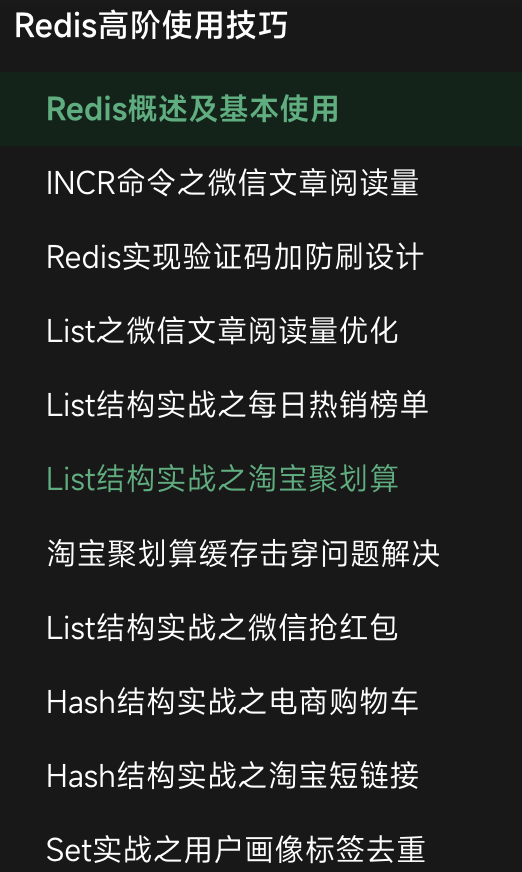 Redis高阶使用技巧
Redis概述及基本使用
INCR命令之微信文章阅读量
Redis实现验证码加防刷设计
List之微信文章阅读量优化
List结构实战之每日热销榜单
List结构实战之淘宝聚划算
淘宝聚划算缓存击穿问题解决
List结构实战之微信抢红包
Hash结构实战之电商购物车
Hash结构实战之淘宝短链接
Set实战之用户画像标签去重